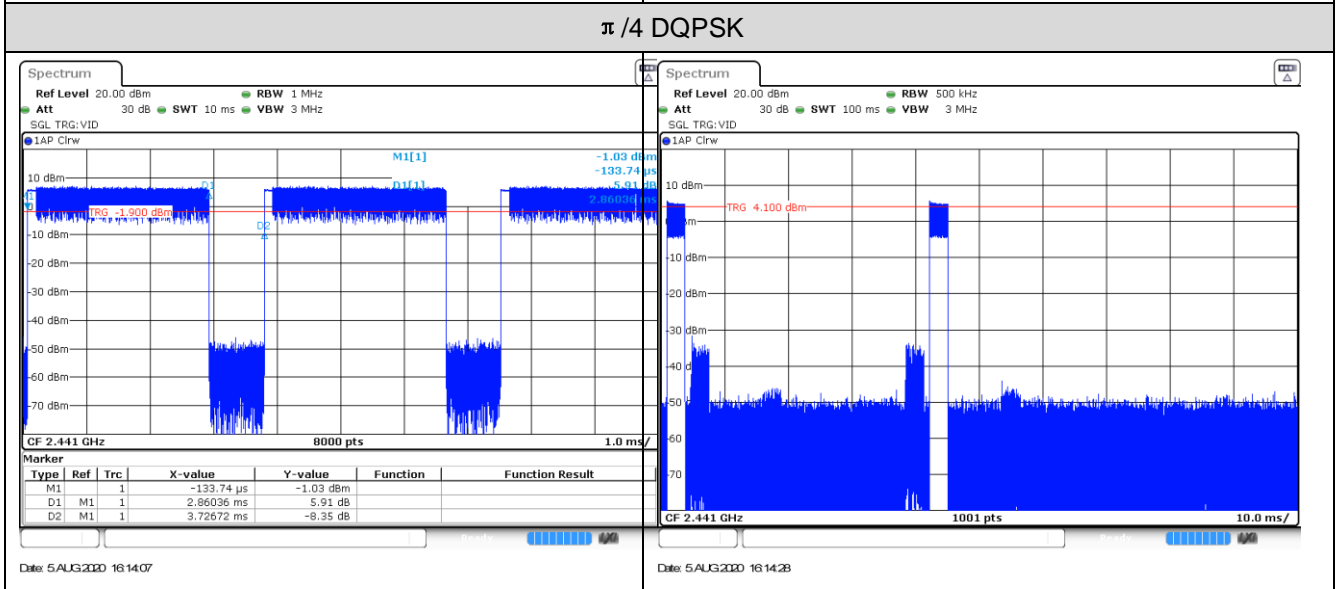 π /4 DQPSK
Spectrum
Ref Level 20.00 dBm RBW 1 MHz
Att 30 dB SWT 10 ms VBW 3 MHz
SGL TRG:VID
1AP Clrw
M1[1] -1.03 dBm
-133.74 µs
10 dBm
D1[1] 5.91 dB
2.86036 ms
M1
D1
TRG -1.900 dBm
D2
-10 dBm
-20 dBm
-30 dBm
-40 dBm
-50 dBm
-60 dBm
-70 dBm
CF 2.441 GHz 8000 pts 1.0 ms/
Marker
Type Ref Trc X-value Y-value Function Function Result
M1 1 -133.74 µs -1.03 dBm
D1 M1 1 2.86036 ms 5.91 dB
D2 M1 1 3.72672 ms -8.35 dB
Ready
Date: 5.AUG.2020 16:14:07
Spectrum
Ref Level 20.00 dBm RBW 500 kHz
Att 30 dB SWT 100 ms VBW 3 MHz
SGL TRG:VID
1AP Clrw
10 dBm
TRG 4.100 dBm
-10 dBm
-20 dBm
-30 dBm
-40 d
-50
-60
-70
CF 2.441 GHz 1001 pts 10.0 ms/
Ready
Date: 5.AUG.2020 16:14:28